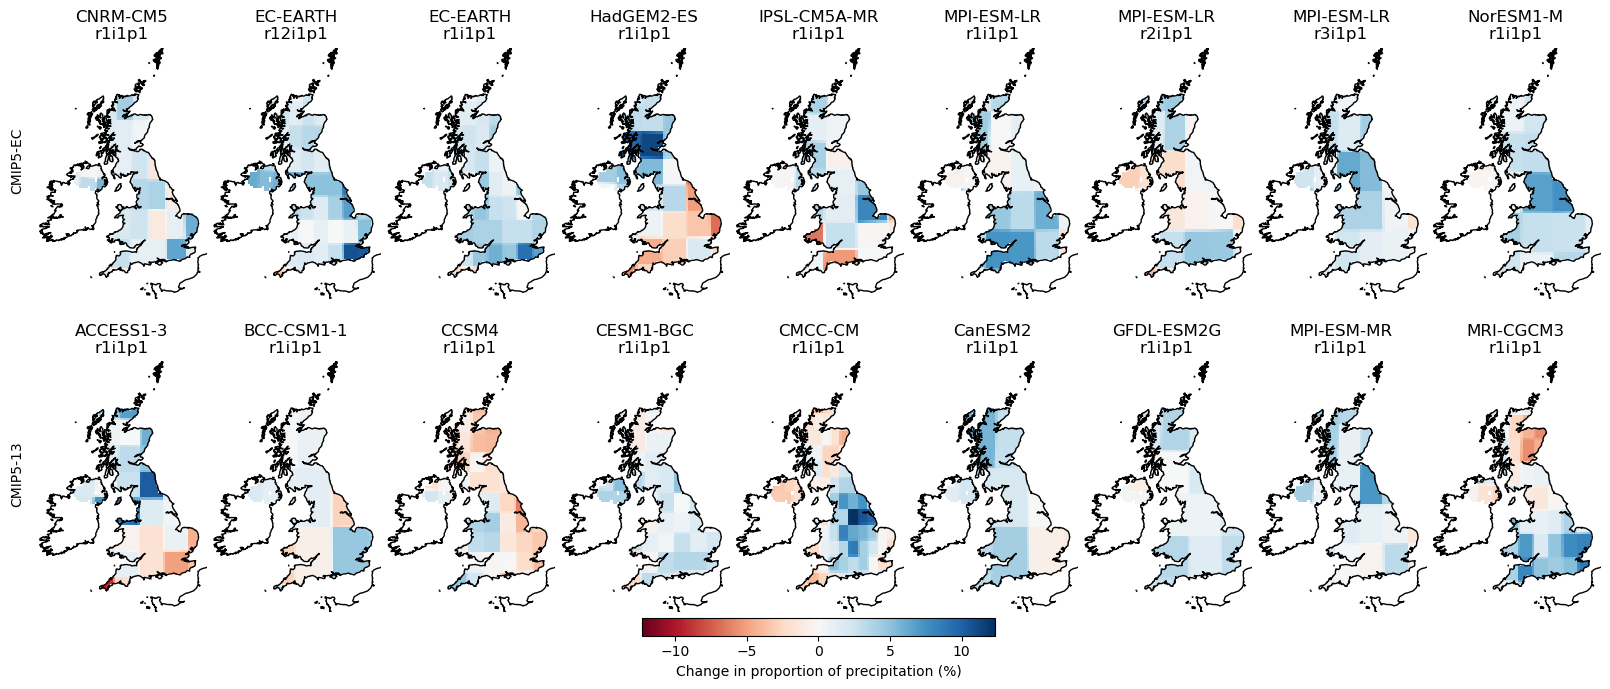 CNRM-CM5
r1i1p1
EC-EARTH
r12i1p1
EC-EARTH
r1i1p1
HadGEM2-ES
r1i1p1
IPSL-CM5A-MR
r1i1p1
MPI-ESM-LR
r1i1p1
MPI-ESM-LR
r2i1p1
MPI-ESM-LR
r3i1p1
NorESM1-M
r1i1p1
CMIP5-EC
ACCESS1-3
r1i1p1
BCC-CSM1-1
r1i1p1
CCSM4
r1i1p1
CESM1-BGC
r1i1p1
CMCC-CM
r1i1p1
CanESM2
r1i1p1
GFDL-ESM2G
r1i1p1
MPI-ESM-MR
r1i1p1
MRI-CGCM3
r1i1p1
CMIP5-13
−10 −5 0 5 10
Change in proportion of precipitation (%)